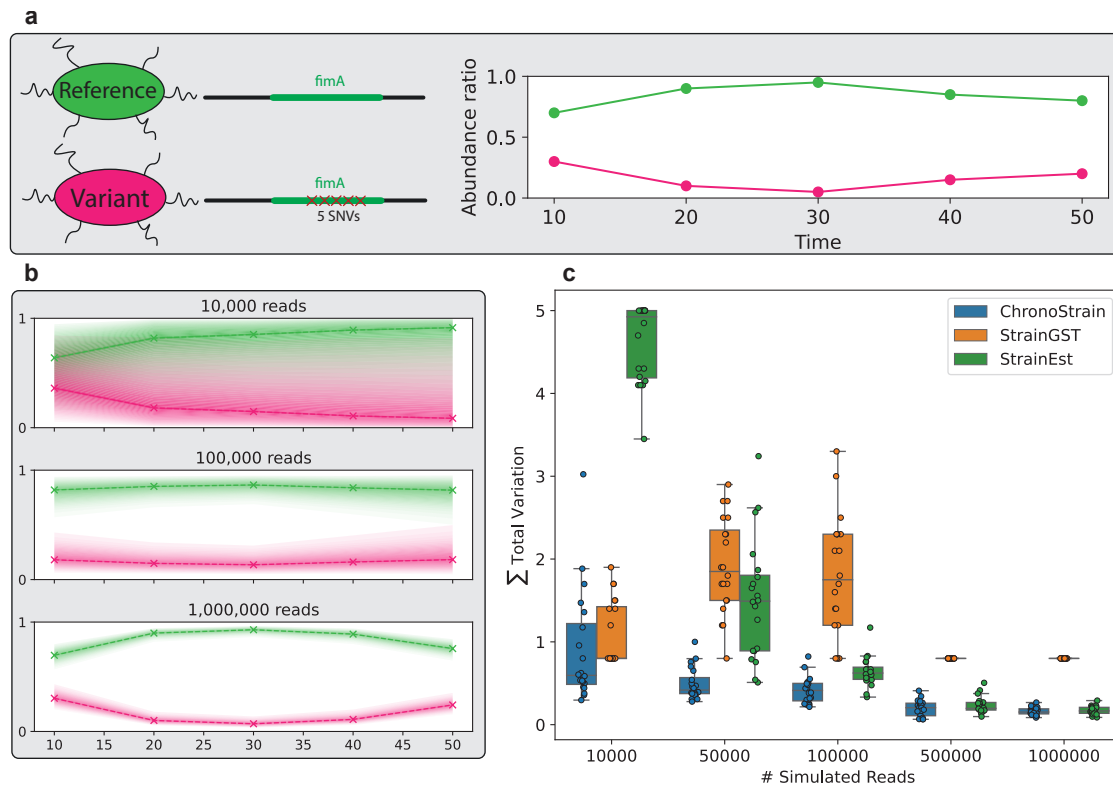 a
Reference
fimA
Variant
fimA
5 SNVs
Abundance ratio
1.0
0.5
0.0
10 20 30 40 50
Time
b
10,000 reads
1
0
100,000 reads
1
0
1,000,000 reads
1
0
10 15 20 25 30 35 40 45 50
c
ChronoStrain
StrainGST
StrainEst
∑ Total Variation
5
4
3
2
1
0
10000 50000 100000 500000 1000000
# Simulated Reads